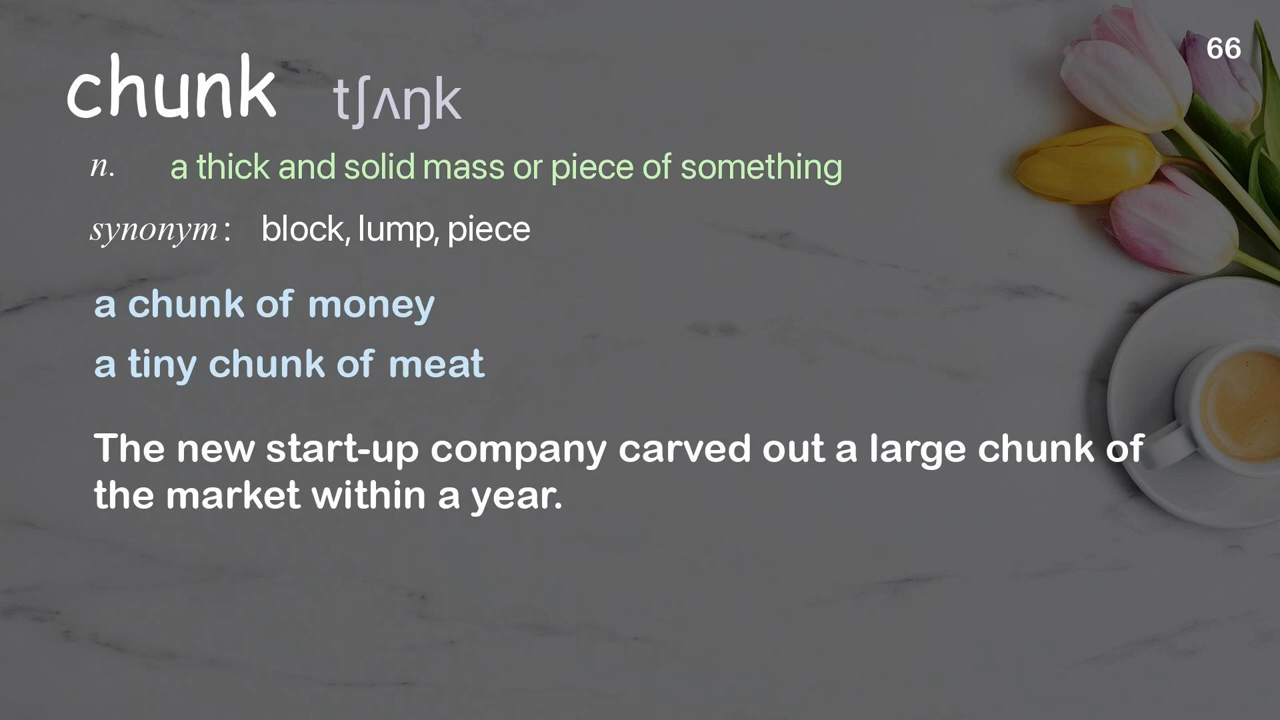 66
chunk tʃʌŋk
n. a thick and solid mass or piece of something
synonym: block, lump, piece
a chunk of money
a tiny chunk of meat
The new start-up company carved out a large chunk of
the market within a year.